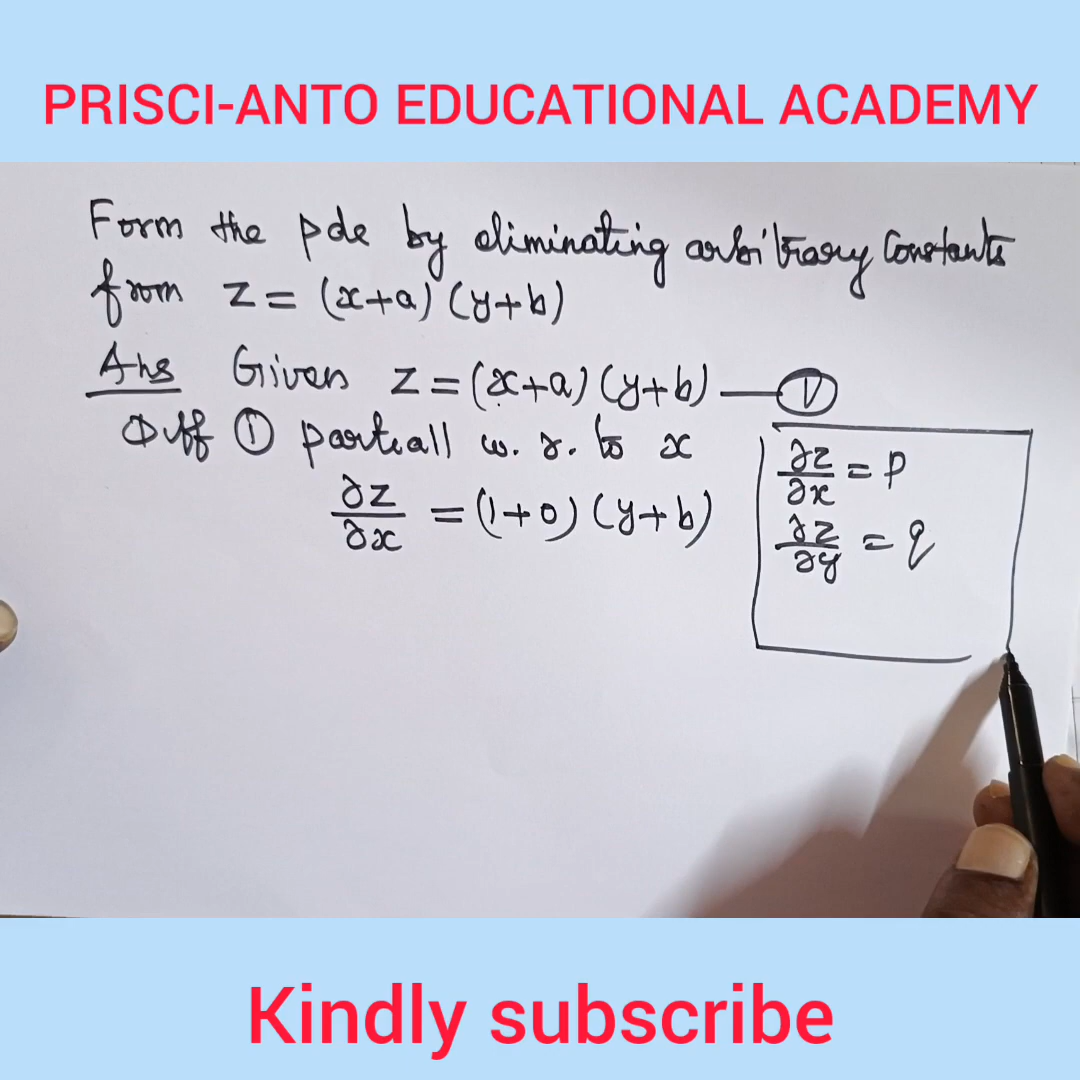 PRISCI-ANTO EDUCATIONAL ACADEMY
Form the pde by eliminating arbitrary Constants
from z = (x+a) (y+b)
Ans Given z = (x+a) (y+b) — ①
Diff ① partiall w. r. to x
∂z/∂x = (1+0) (y+b)
∂z/∂x = p
∂z/∂y = q
Kindly subscribe